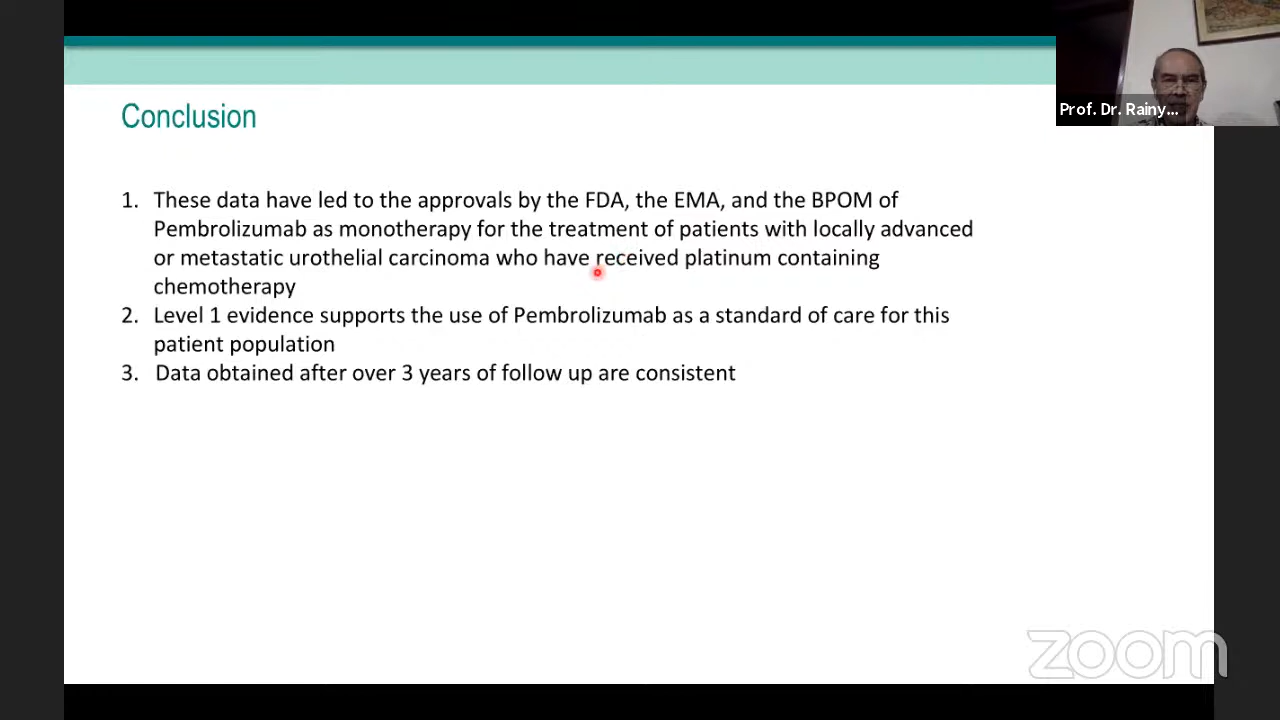 Prof. Dr. Rainy...
Conclusion
1. These data have led to the approvals by the FDA, the EMA, and the BPOM of
Pembrolizumab as monotherapy for the treatment of patients with locally advanced
or metastatic urothelial carcinoma who have received platinum containing
chemotherapy
2. Level 1 evidence supports the use of Pembrolizumab as a standard of care for this
patient population
3. Data obtained after over 3 years of follow up are consistent
zoom